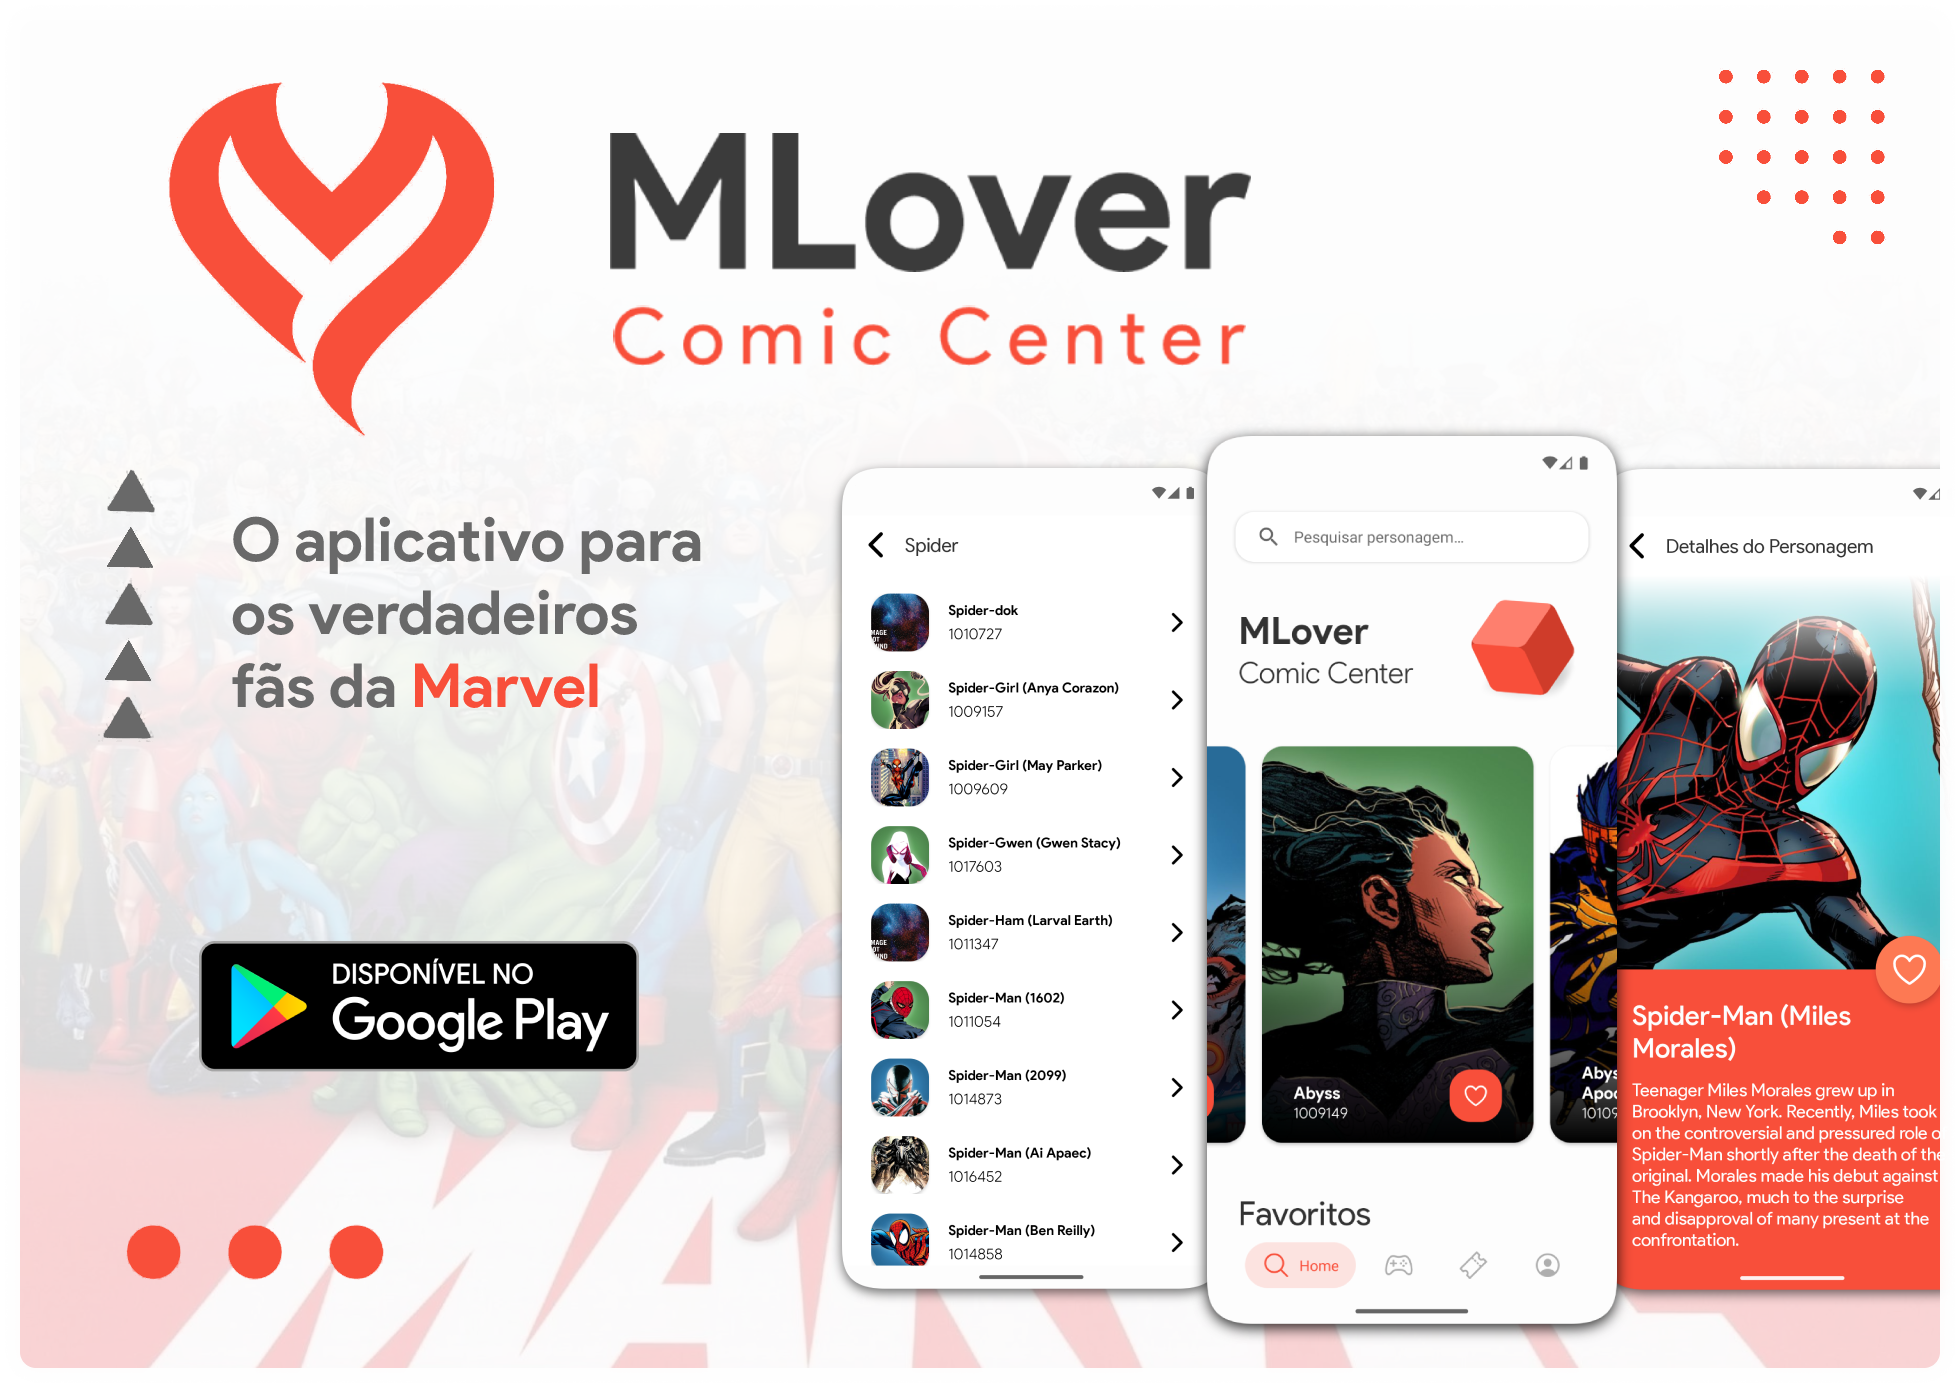 MLover
Comic Center
O aplicativo para
os verdadeiros
fãs da Marvel
DISPONÍVEL NO
Google Play
Spider
Spider-dok
1010727
Spider-Girl (Anya Corazon)
1009157
Spider-Girl (May Parker)
1009609
Spider-Gwen (Gwen Stacy)
1017603
Spider-Ham (Larval Earth)
1011347
Spider-Man (1602)
1011054
Spider-Man (2099)
1014873
Spider-Man (Ai Apaec)
1016452
Spider-Man (Ben Reilly)
1014858
Pesquisar personagem...
MLover
Comic Center
Abyss
1009149
Favoritos
Home
Detalhes do Personagem
Spider-Man (Miles
Morales)
Teenager Miles Morales grew up in
Brooklyn, New York. Recently, Miles took
on the controversial and pressured role
Spider-Man shortly after the death of the
original. Morales made his debut against
The Kangaroo, much to the surprise
and disapproval of many present at the
confrontation.